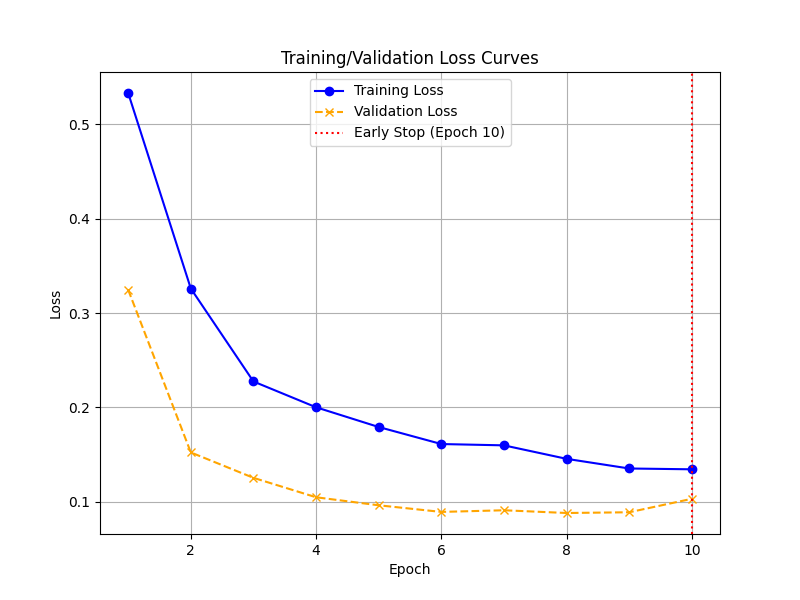 Training/Validation Loss Curves
Training Loss
Validation Loss
Early Stop (Epoch 10)
0.5
0.4
0.3
0.2
0.1
Loss
2 4 6 8 10
Epoch